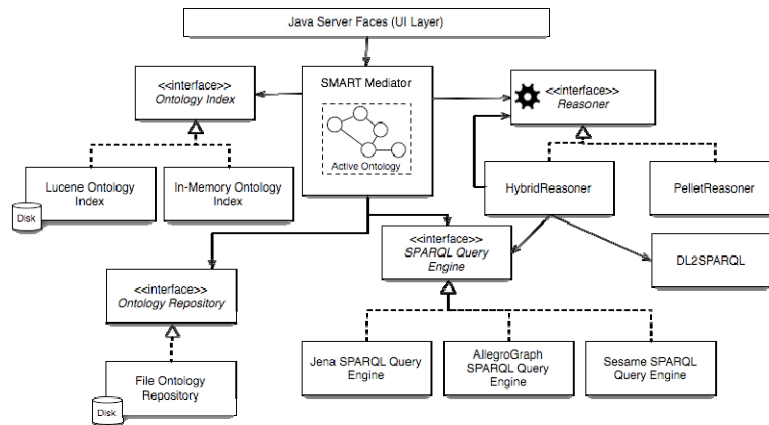 Java Server Faces (UI Layer)
<<interface>>
Ontology Index
SMART Mediator
Active Ontology
<<interface>>
Reasoner
Lucene Ontology
Index
Disk
In-Memory Ontology
Index
HybridReasoner
PelletReasoner
<<interface>>
SPARQL Query
Engine
DL2SPARQL
<<interface>>
Ontology Repository
Jena SPARQL Query
Engine
AllegroGraph
SPARQL Query
Engine
Sesame SPARQL
Query Engine
File Ontology
Repository
Disk